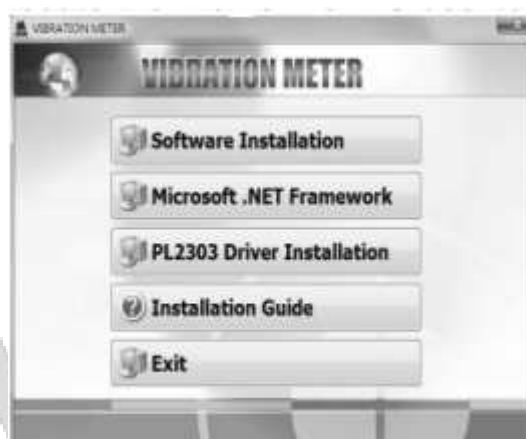 VIBRATION METER
VIBRATION METER
Software Installation
Microsoft .NET Framework
PL2303 Driver Installation
Installation Guide
Exit